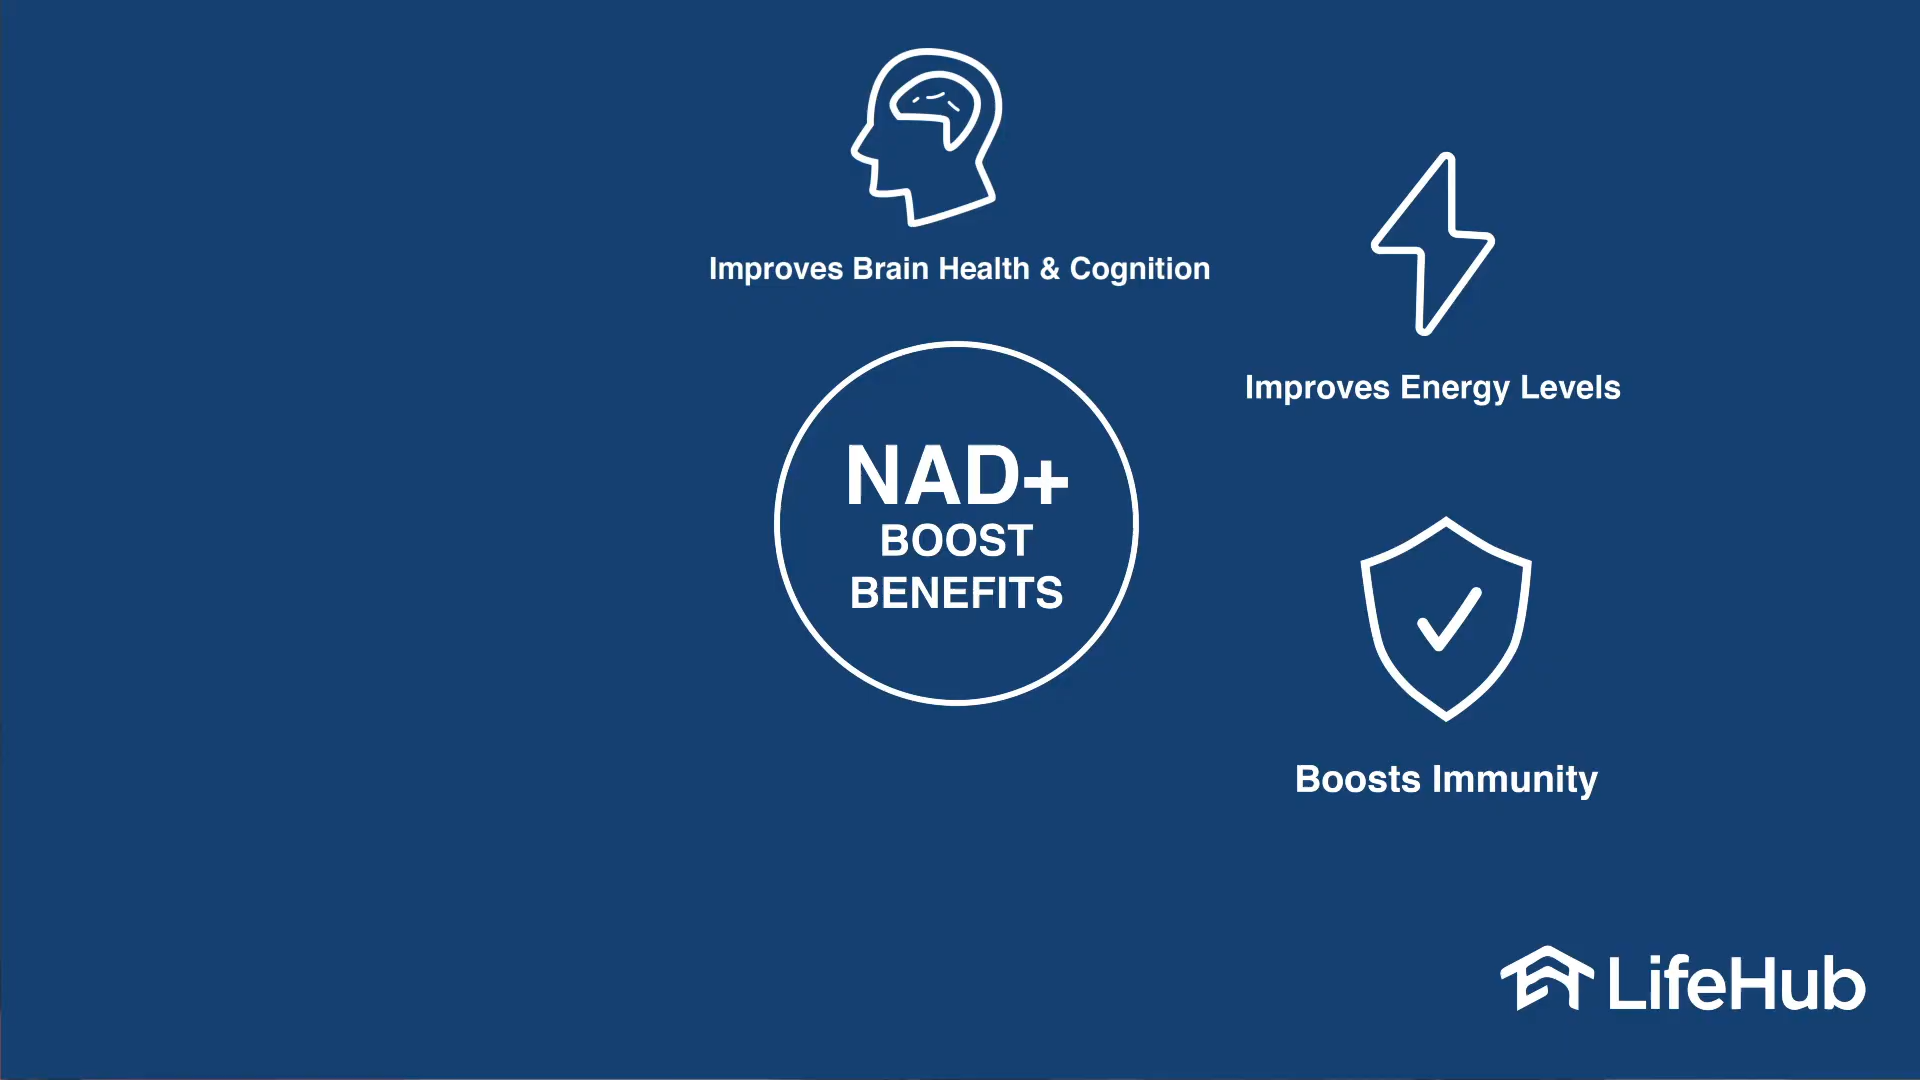 Improves Brain Health & Cognition
Improves Energy Levels
NAD+
BOOST
BENEFITS
Boosts Immunity
LifeHub